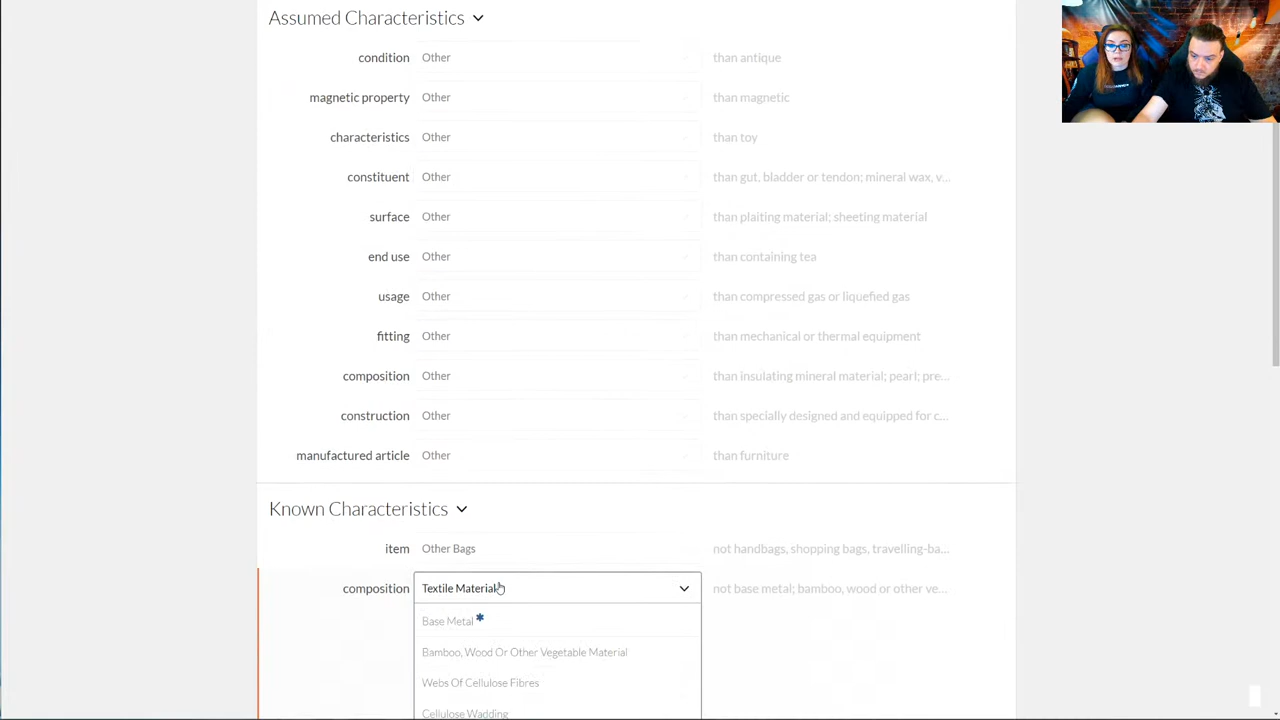 Assumed Characteristics
condition Other than antique
magnetic property Other than magnetic
characteristics Other than toy
constituent Other than gut, bladder or tendon; mineral wax, v...
surface Other than plaiting material; sheeting material
end use Other than containing tea
usage Other than compressed gas or liquefied gas
fitting Other than mechanical or thermal equipment
composition Other than insulating mineral material; pearl; pre...
construction Other than specially designed and equipped for c...
manufactured article Other than furniture
Known Characteristics
item Other Bags not handbags, shopping bags, travelling-ba...
composition Textile Material not base metal; bamboo, wood or other ve...
Base Metal *
Bamboo, Wood Or Other Vegetable Material
Webs Of Cellulose Fibres
Cellulose Wadding